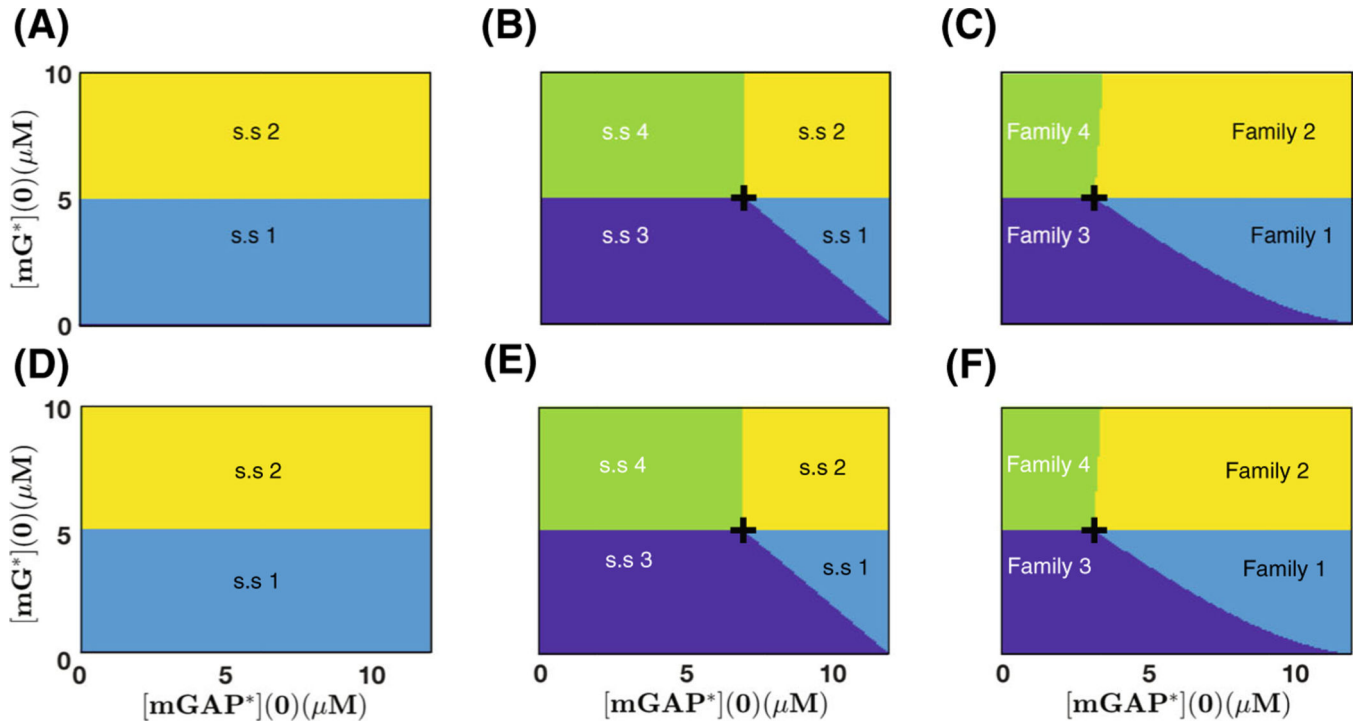 (A)
(B)
(C)
[mG*](0)(μM)
10
5
0
s.s 2
s.s 1
s.s 4
s.s 2
s.s 3
s.s 1
Family 4
Family 2
Family 3
Family 1
(D)
(E)
(F)
[mG*](0)(μM)
10
5
0
s.s 2
s.s 1
s.s 4
s.s 2
s.s 3
s.s 1
Family 4
Family 2
Family 3
Family 1
0 5 10
0 5 10
0 5 10
[mGAP*](0)(μM)
[mGAP*](0)(μM)
[mGAP*](0)(μM)